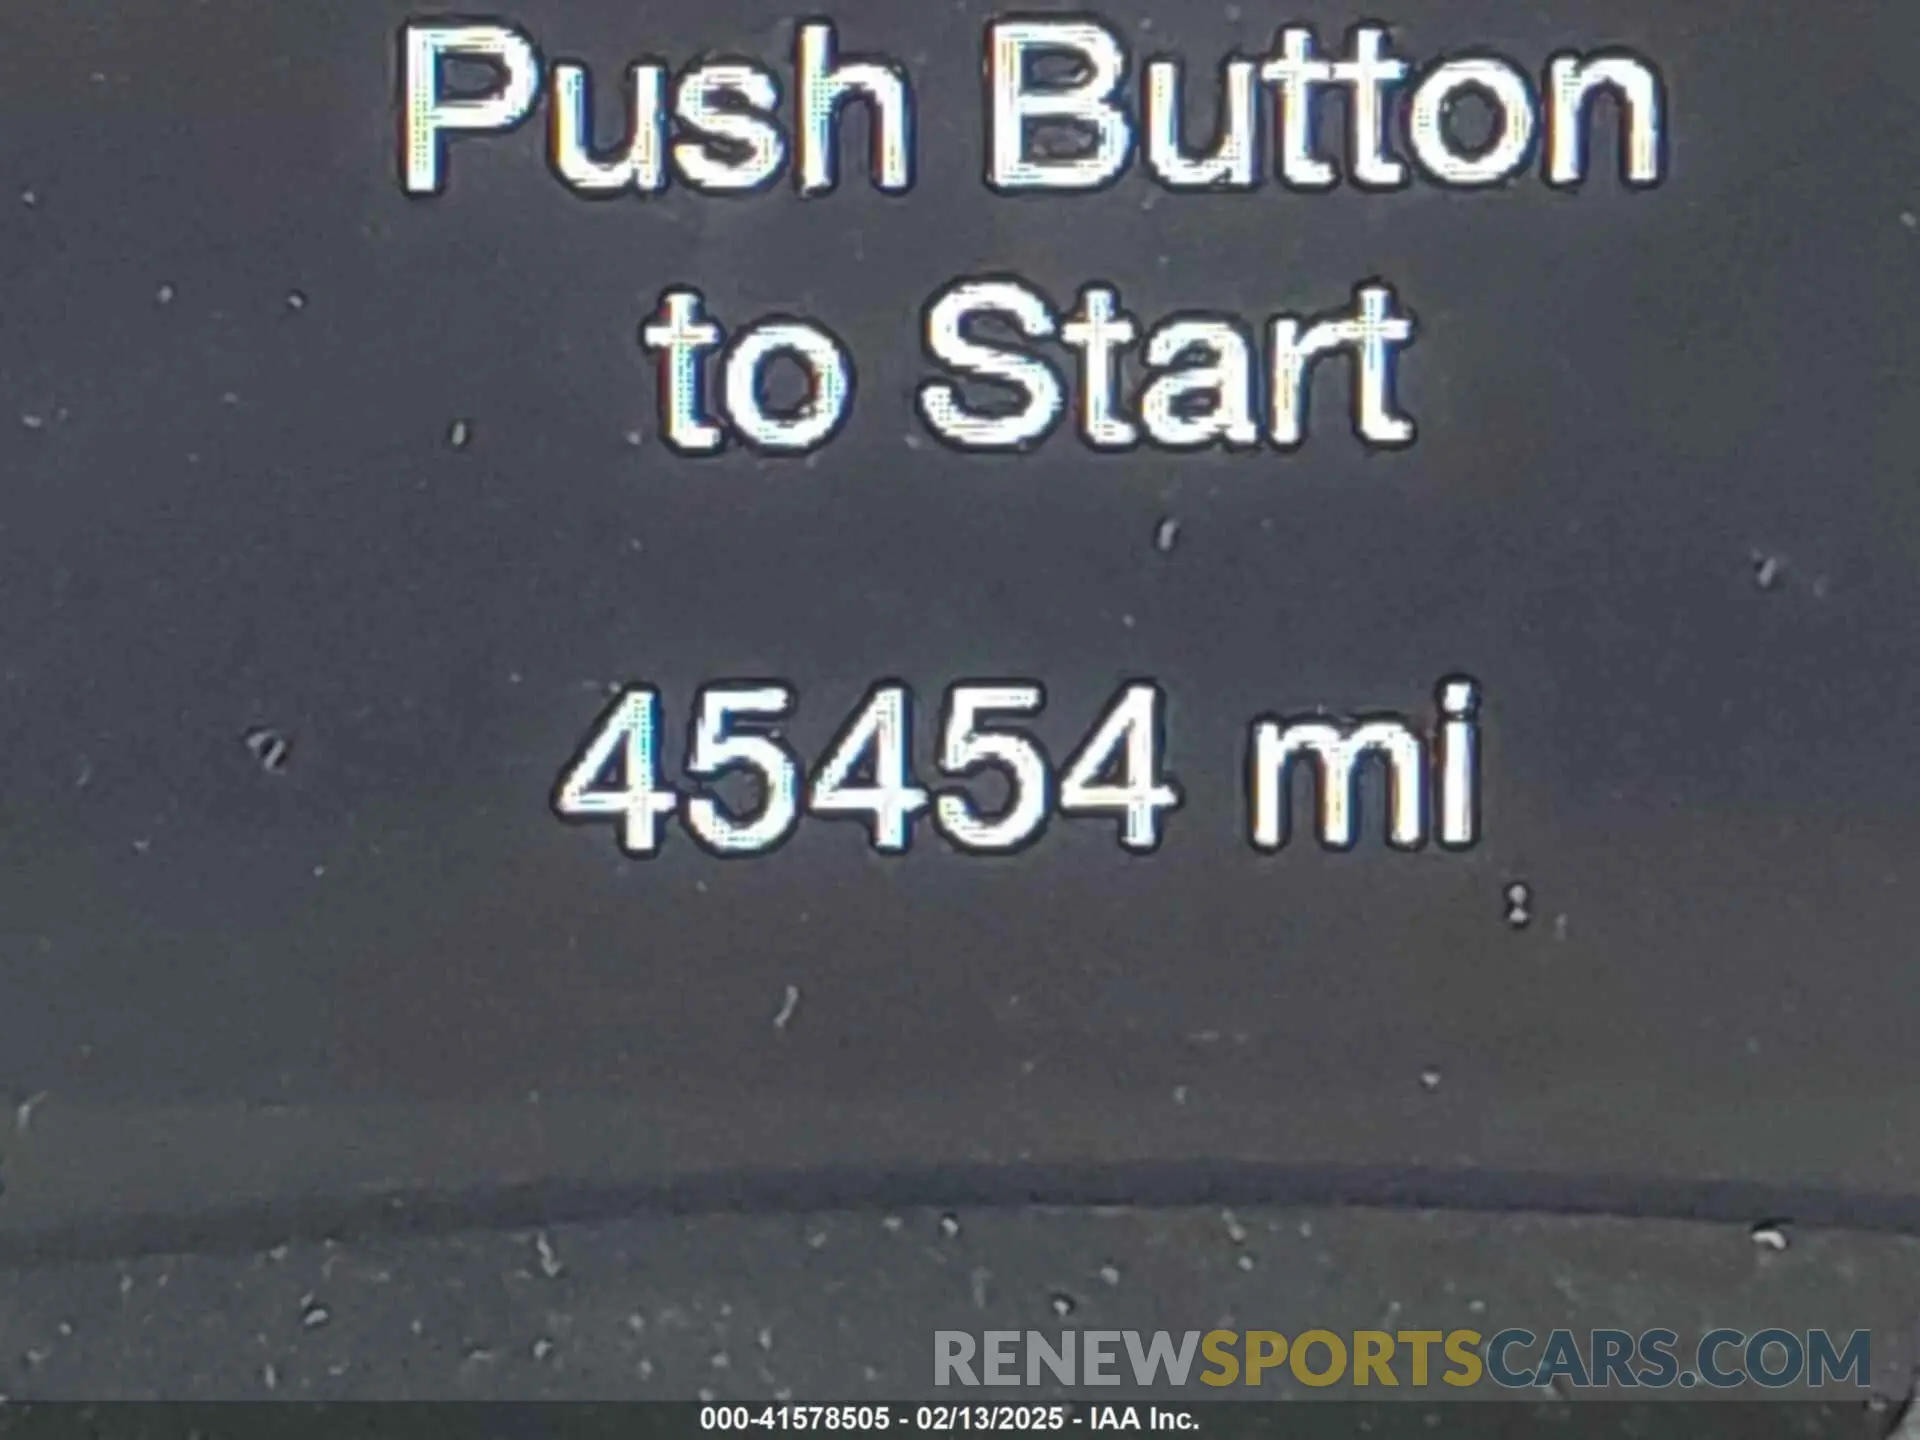 Push Button
to Start
45454 mi
RENEWSPORTSCARS.COM
000-41578505 - 02/13/2025 - IAA Inc.